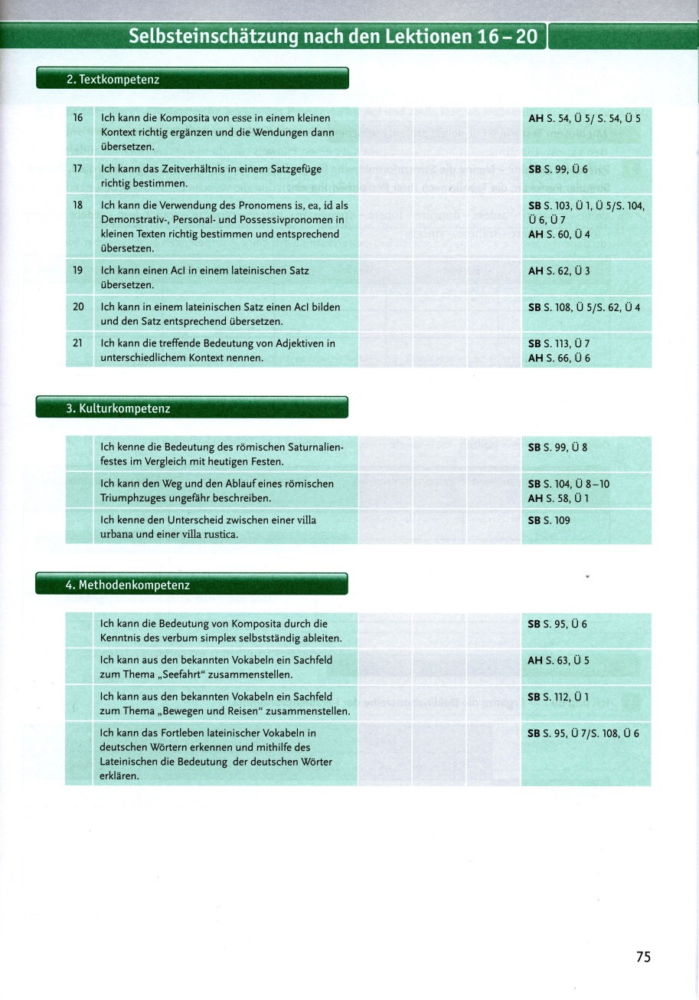 Selbsteinschätzung nach den Lektionen 16 – 20
2. Textkompetenz
16 Ich kann die Komposita von esse in einem kleinen AH S. 54, Ü 5/ S. 54, Ü 5
Kontext richtig ergänzen und die Wendungen dann
übersetzen.
17 Ich kann das Zeitverhältnis in einem Satzgefüge SB S. 99, Ü 6
richtig bestimmen.
18 Ich kann die Verwendung des Pronomens is, ea, id als SB S. 103, Ü 1, Ü 5/S. 104,
Demonstrativ-, Personal- und Possessivpronomen in Ü 6, Ü 7
kleinen Texten richtig bestimmen und entsprechend AH S. 60, Ü 4
übersetzen.
19 Ich kann einen AcI in einem lateinischen Satz AH S. 62, Ü 3
übersetzen.
20 Ich kann in einem lateinischen Satz einen AcI bilden SB S. 108, Ü 5/S. 62, Ü 4
und den Satz entsprechend übersetzen.
21 Ich kann die treffende Bedeutung von Adjektiven in SB S. 113, Ü 7
unterschiedlichem Kontext nennen. AH S. 66, Ü 6
3. Kulturkompetenz
Ich kenne die Bedeutung des römischen Saturnalien- SB S. 99, Ü 8
festes im Vergleich mit heutigen Festen.
Ich kann den Weg und den Ablauf eines römischen SB S. 104, Ü 8–10
Triumphzuges ungefähr beschreiben. AH S. 58, Ü 1
Ich kenne den Unterscheid zwischen einer villa SB S. 109
urbana und einer villa rustica.
4. Methodenkompetenz
Ich kann die Bedeutung von Komposita durch die SB S. 95, Ü 6
Kenntnis des verbum simplex selbstständig ableiten.
Ich kann aus den bekannten Vokabeln ein Sachfeld AH S. 63, Ü 5
zum Thema „Seefahrt“ zusammenstellen.
Ich kann aus den bekannten Vokabeln ein Sachfeld SB S. 112, Ü 1
zum Thema „Bewegen und Reisen“ zusammenstellen.
Ich kann das Fortleben lateinischer Vokabeln in SB S. 95, Ü 7/S. 108, Ü 6
deutschen Wörtern erkennen und mithilfe des
Lateinischen die Bedeutung der deutschen Wörter
erklären.
75